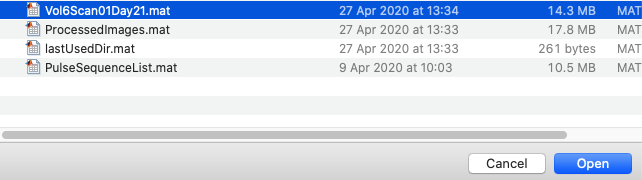 Vol6Scan01Day21.mat 27 Apr 2020 at 13:34 14.3 MB MAT
ProcessedImages.mat 27 Apr 2020 at 13:33 17.8 MB MAT
lastUsedDir.mat 27 Apr 2020 at 13:33 261 bytes MAT
PulseSequenceList.mat 9 Apr 2020 at 10:03 10.5 MB MAT
Cancel Open